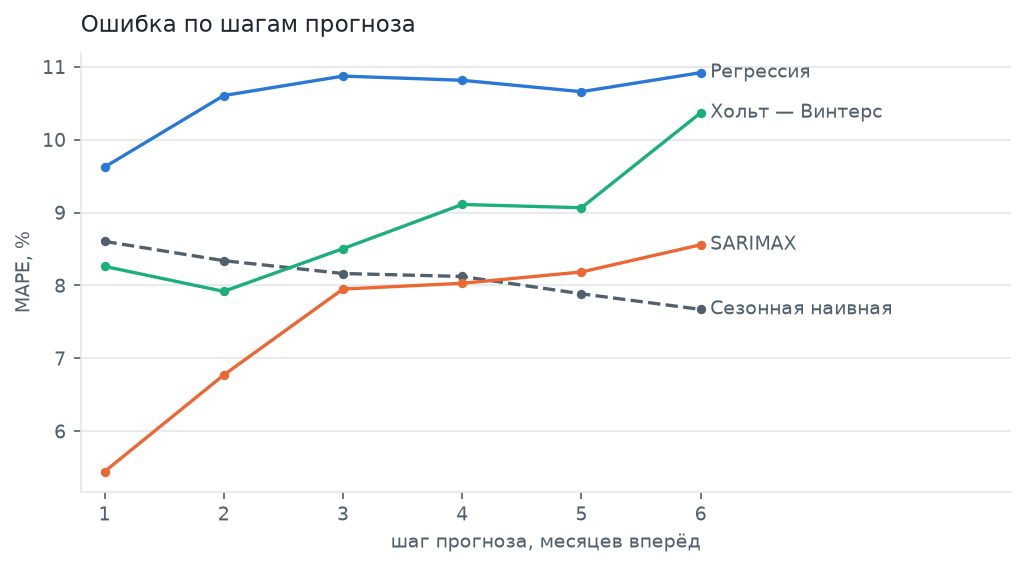 Ошибка по шагам прогноза
MAPE, %
11
10
9
8
7
6
Регрессия
Хольт — Винтерс
SARIMAX
Сезонная наивная
1 2 3 4 5 6
шаг прогноза, месяцев вперёд